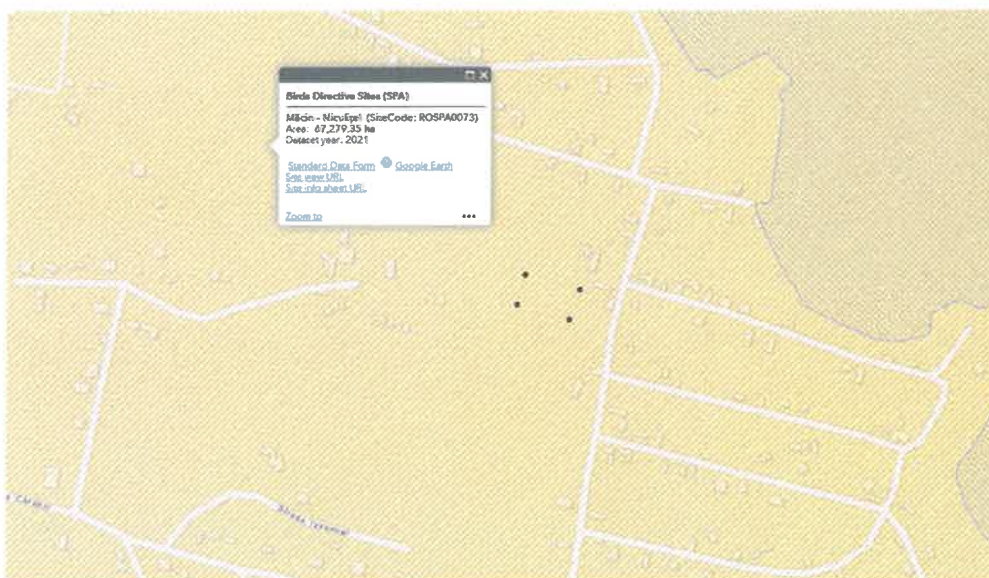 Birds Directive Sites (SPA)
Măcin - Niculițel (SiteCode: ROSPA0073)
Area: 67,279.35 ha
Dataset year: 2021
Standard Data Form Google Earth
Site view URL
Site info sheet URL
Zoom to
Strada